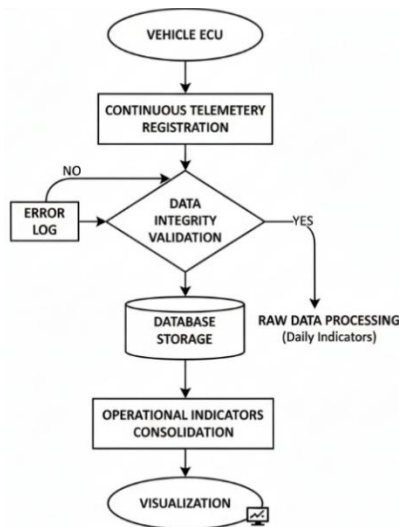 VEHICLE ECU
CONTINUOUS TELEMETERY
REGISTRATION
NO
ERROR
LOG
DATA
INTEGRITY
VALIDATION
YES
DATABASE
STORAGE
RAW DATA PROCESSING
(Daily Indicators)
OPERATIONAL INDICATORS
CONSOLIDATION
VISUALIZATION